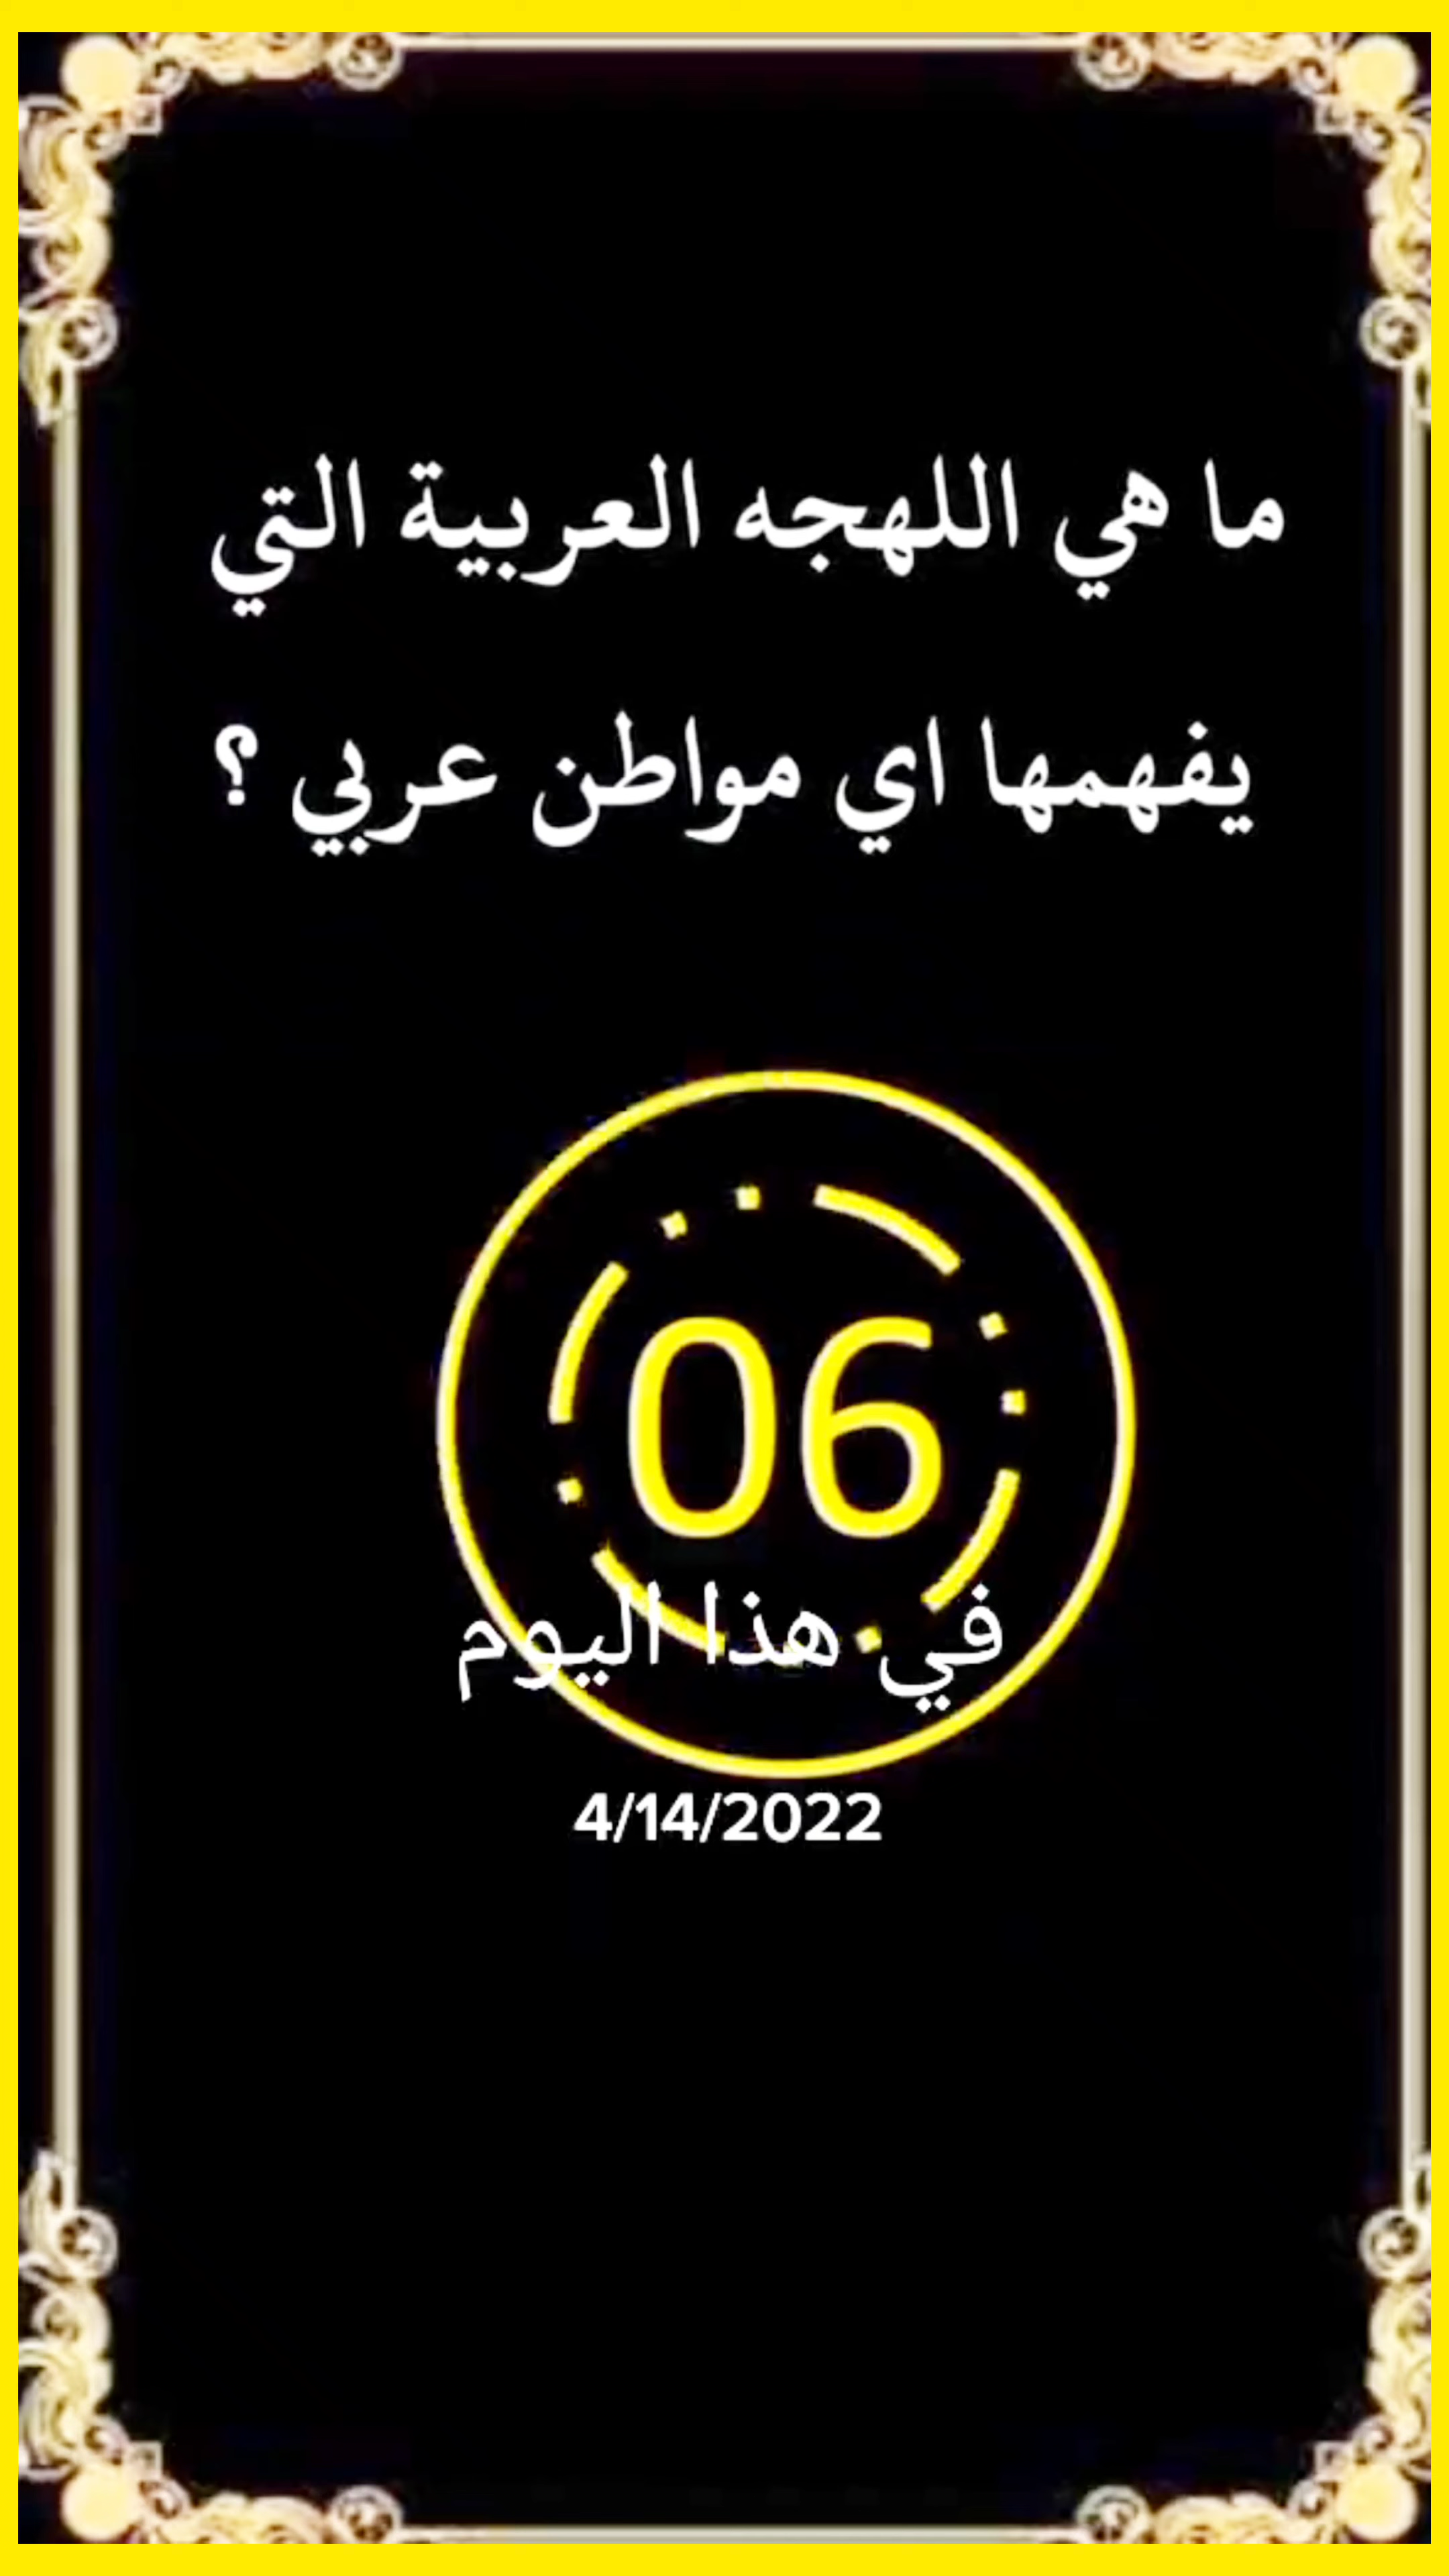 ما هي اللهجه العربية التي
يفهمها اي مواطن عربي ؟
06
في هذا اليوم
4/14/2022